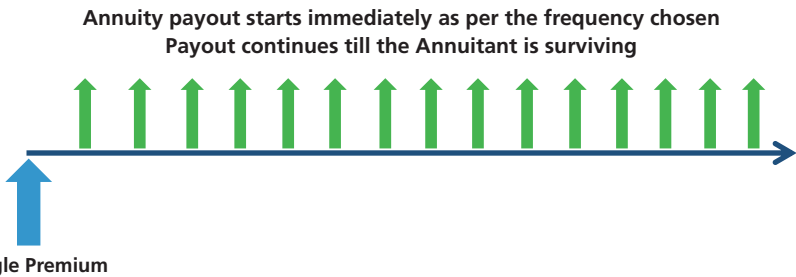 Annuity payout starts immediately as per the frequency chosen
Payout continues till the Annuitant is surviving
gle Premium